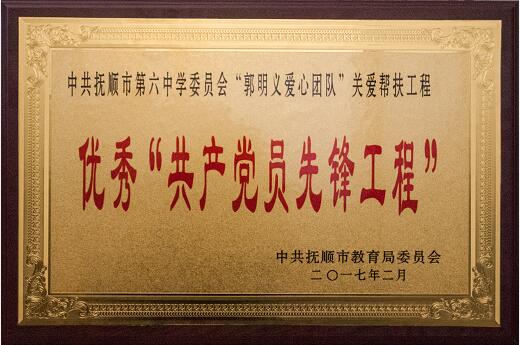 中共抚顺市第六中学委员会“郭明义爱心团队”关爱帮扶工程
优秀“共产党员先锋工程”
中共抚顺市教育局委员会
二〇一七年二月